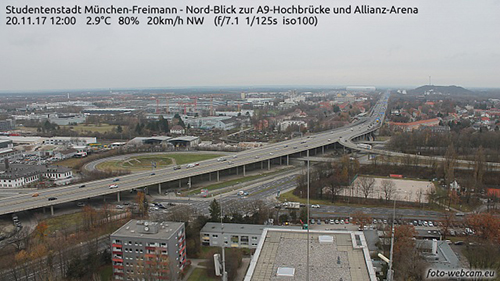 Studentenstadt München-Freimann - Nord-Blick zur A9-Hochbrücke und Allianz-Arena
20.11.17 12:00 2.9°C 80% 20km/h NW (f/7.1 1/125s iso100)
foto-webcam.eu